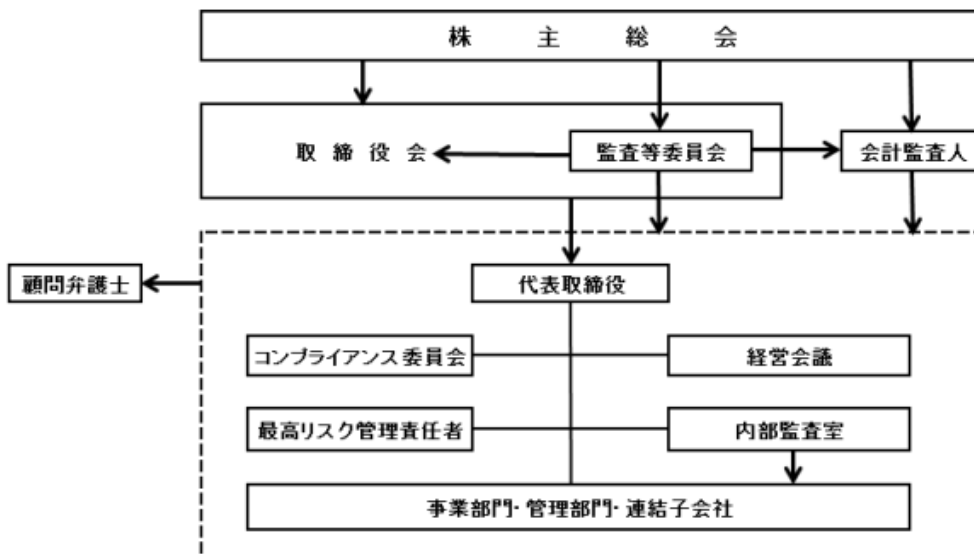 株主総会
取締役会
監査等委員会
会計監査人
代表取締役
顧問弁護士
コンプライアンス委員会
経営会議
最高リスク管理責任者
内部監査室
事業部門・管理部門・連結子会社